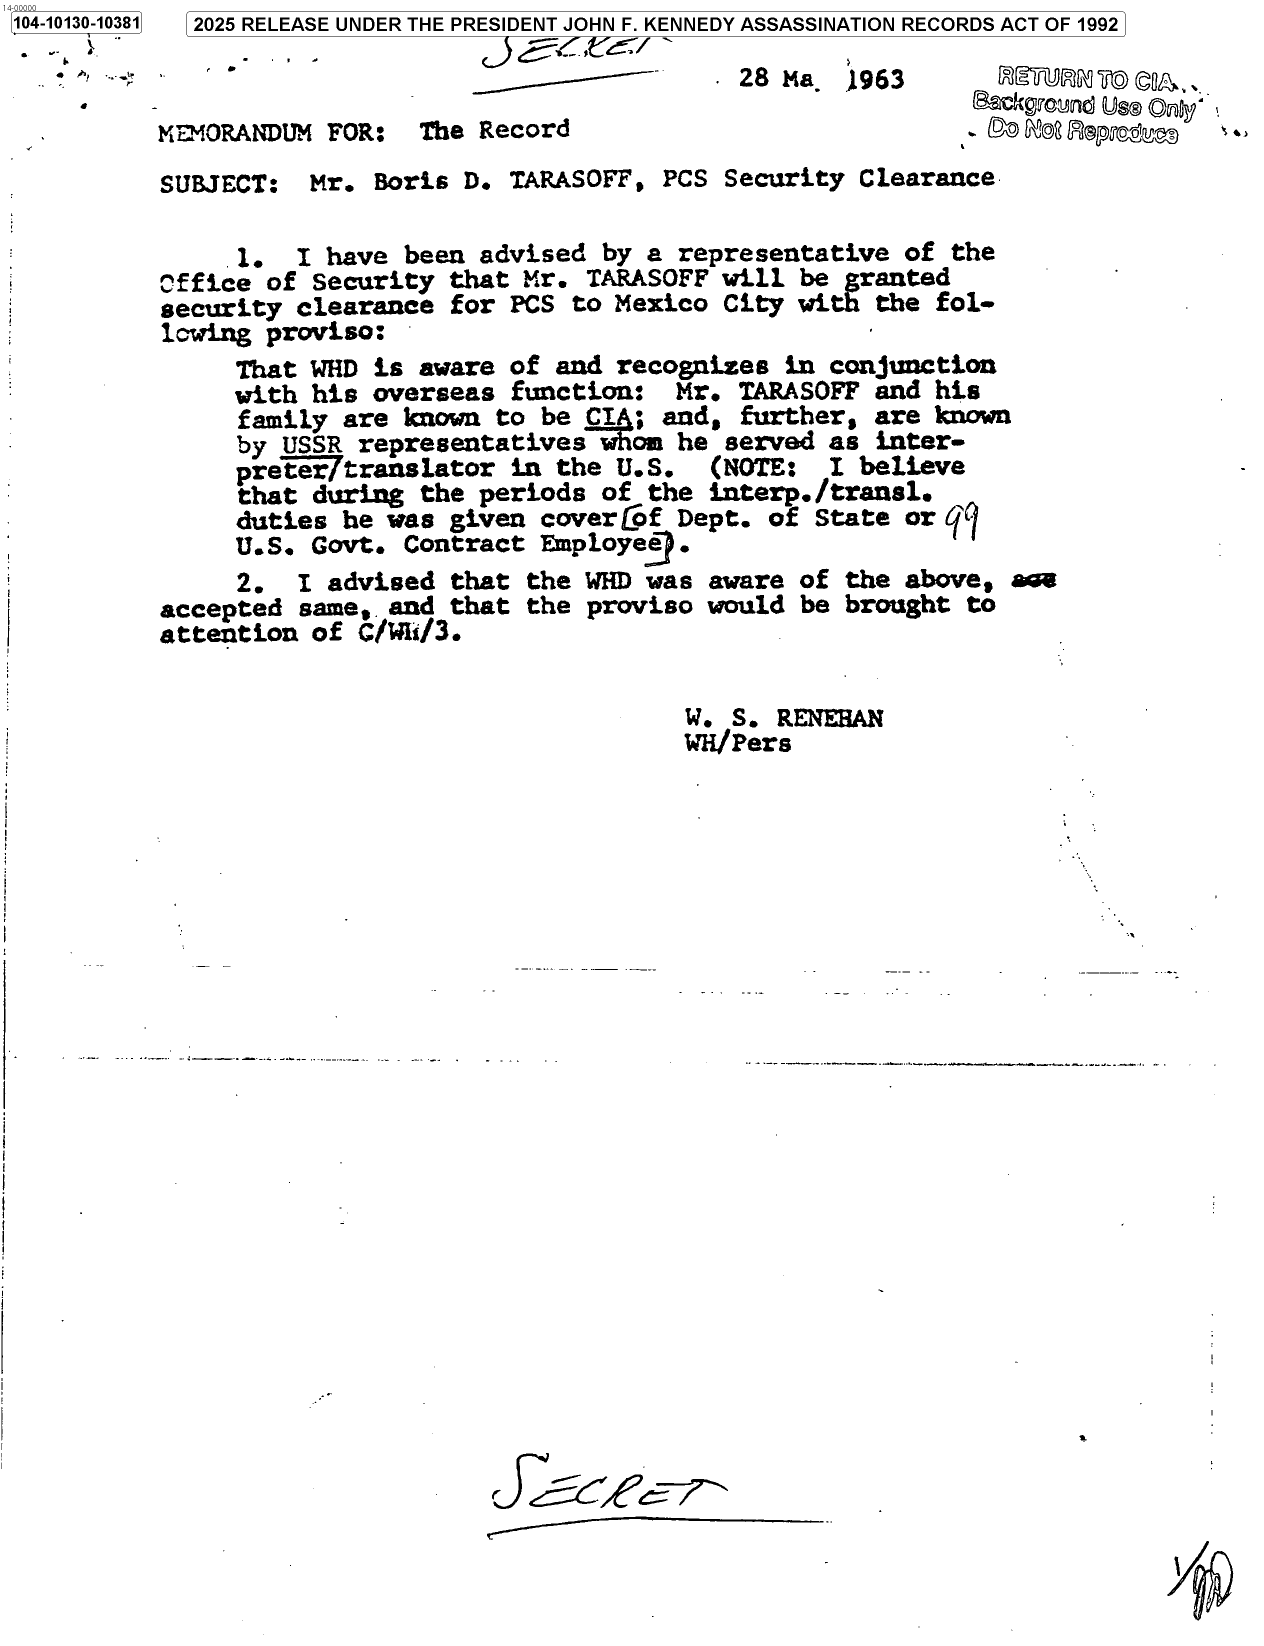 14-00000
104-10130-10381
2025 RELEASE UNDER THE PRESIDENT JOHN F. KENNEDY ASSASSINATION RECORDS ACT OF 1992
SECRET
28 Ma 1963
RETURN TO CIA
Background Use Only
Do Not Reproduce
MEMORANDUM FOR: The Record
SUBJECT: Mr. Boris D. TARASOFF, PCS Security Clearance
1. I have been advised by a representative of the
Office of Security that Mr. TARASOFF will be granted
security clearance for PCS to Mexico City with the fol-
lowing proviso:
That WHD is aware of and recognizes in conjunction
with his overseas function: Mr. TARASOFF and his
family are known to be CIA; and, further, are known
by USSR representatives whom he served as inter-
preter/translator in the U.S. (NOTE: I believe
that during the periods of the interp./transl.
duties he was given cover [of Dept. of State or
U.S. Govt. Contract Employee).
2. I advised that the WHD was aware of the above,
accepted same, and that the proviso would be brought to
attention of C/WH/3.
W. S. RENEHAN
WH/Pers
SECRET